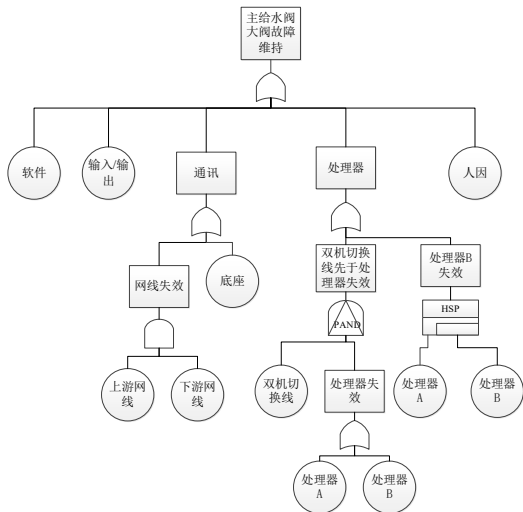 主给水阀
大阀故障
维持
软件
输入/输
出
通讯
处理器
人因
网线失效
底座
双机切换
线先于处
理器失效
处理器B
失效
PAND
HSP
上游网
线
下游网
线
双机切
换线
处理器失
效
处理器
A
处理器
B
处理器
A
处理器
B